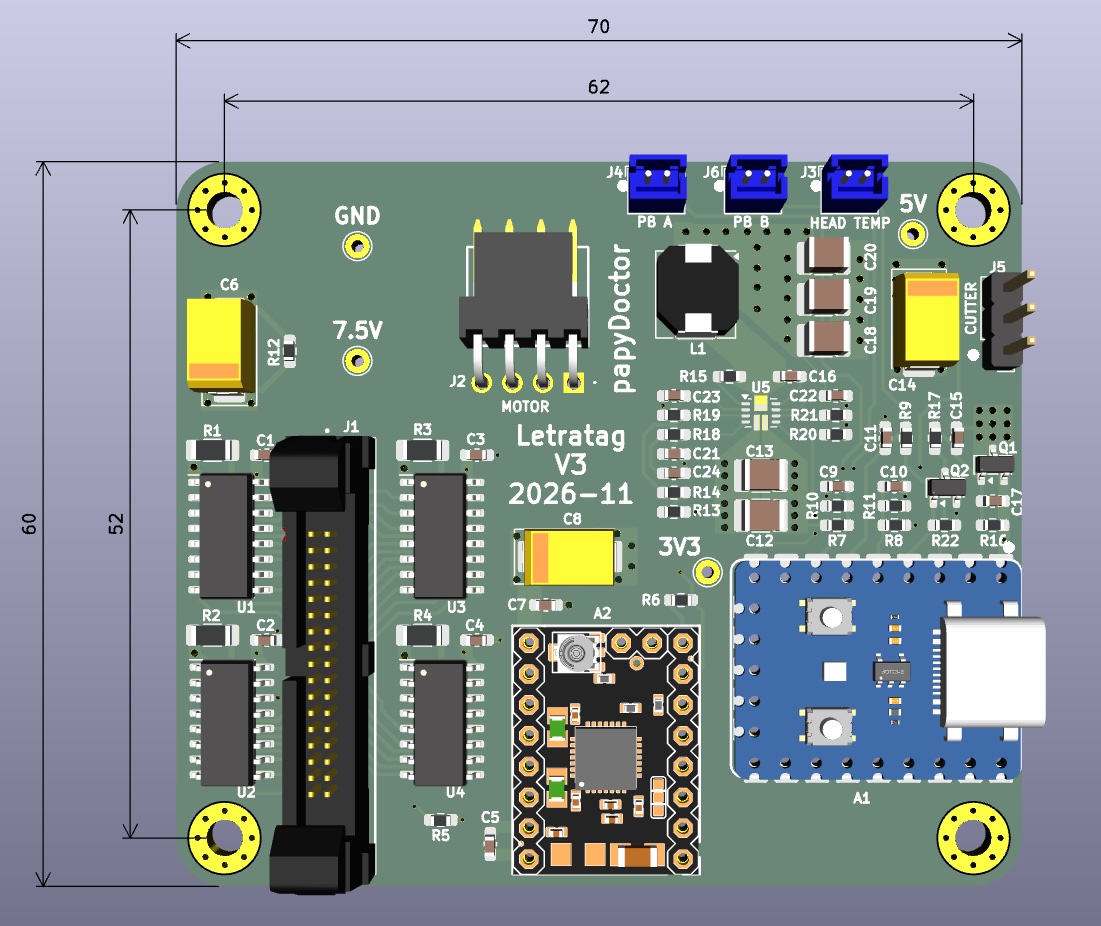 70
62
J4
J6
J3
PB A
PB B
HEAD TEMP
5V
GND
C20
J5
C6
papyDoctor
C19
CUTTER
7.5V
C18
R12
L1
J2
R15
C16
C14
MOTOR
U5
C23
C22
R19
R21
R18
R20
C11
R9
R17
C15
R1
C1
J1
R3
C3
Letratag
V3
2026-11
C21
C24
C13
Q1
R14
C9
C10
Q2
R13
R10
R11
C17
60
52
C8
C12
R7
R8
R22
3V3
U1
U3
C7
R6
A2
R2
C2
R4
C4
U2
U4
A1
R5
C5